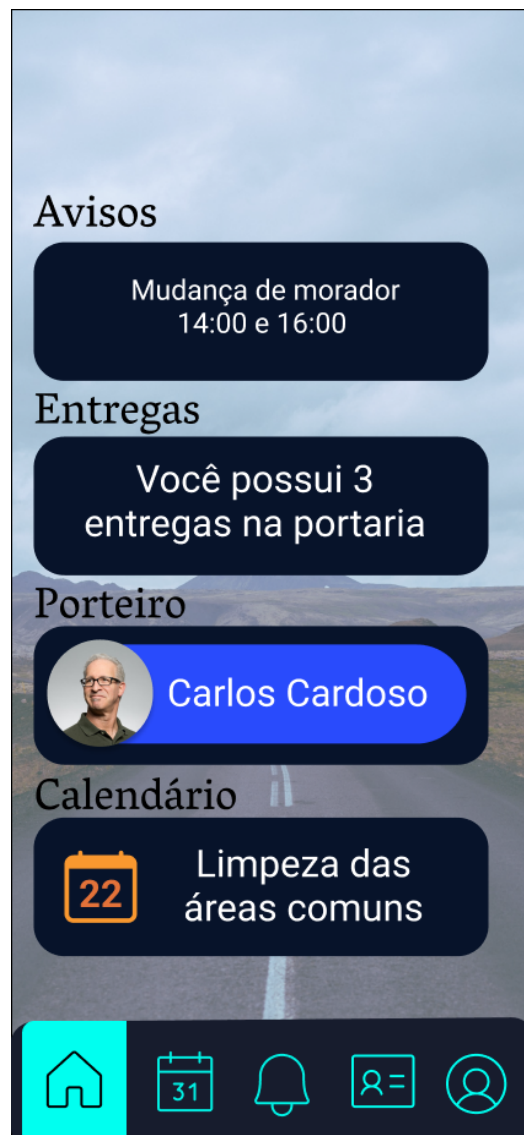 Avisos
Mudança de morador
14:00 e 16:00
Entregas
Você possui 3
entregas na portaria
Porteiro
Carlos Cardoso
Calendário
22
Limpeza das
áreas comuns
31